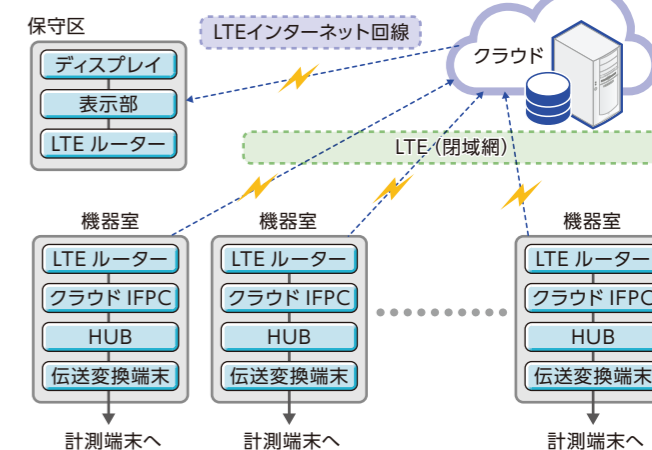 保守区
LTEインターネット回線
クラウド
ディスプレイ
表示部
LTE ルーター
LTE (閉域網)
機器室
機器室
機器室
LTE ルーター
LTE ルーター
LTE ルーター
クラウド IFPC
クラウド IFPC
クラウド IFPC
HUB
HUB
HUB
伝送変換端末
伝送変換端末
伝送変換端末
計測端末へ
計測端末へ
計測端末へ